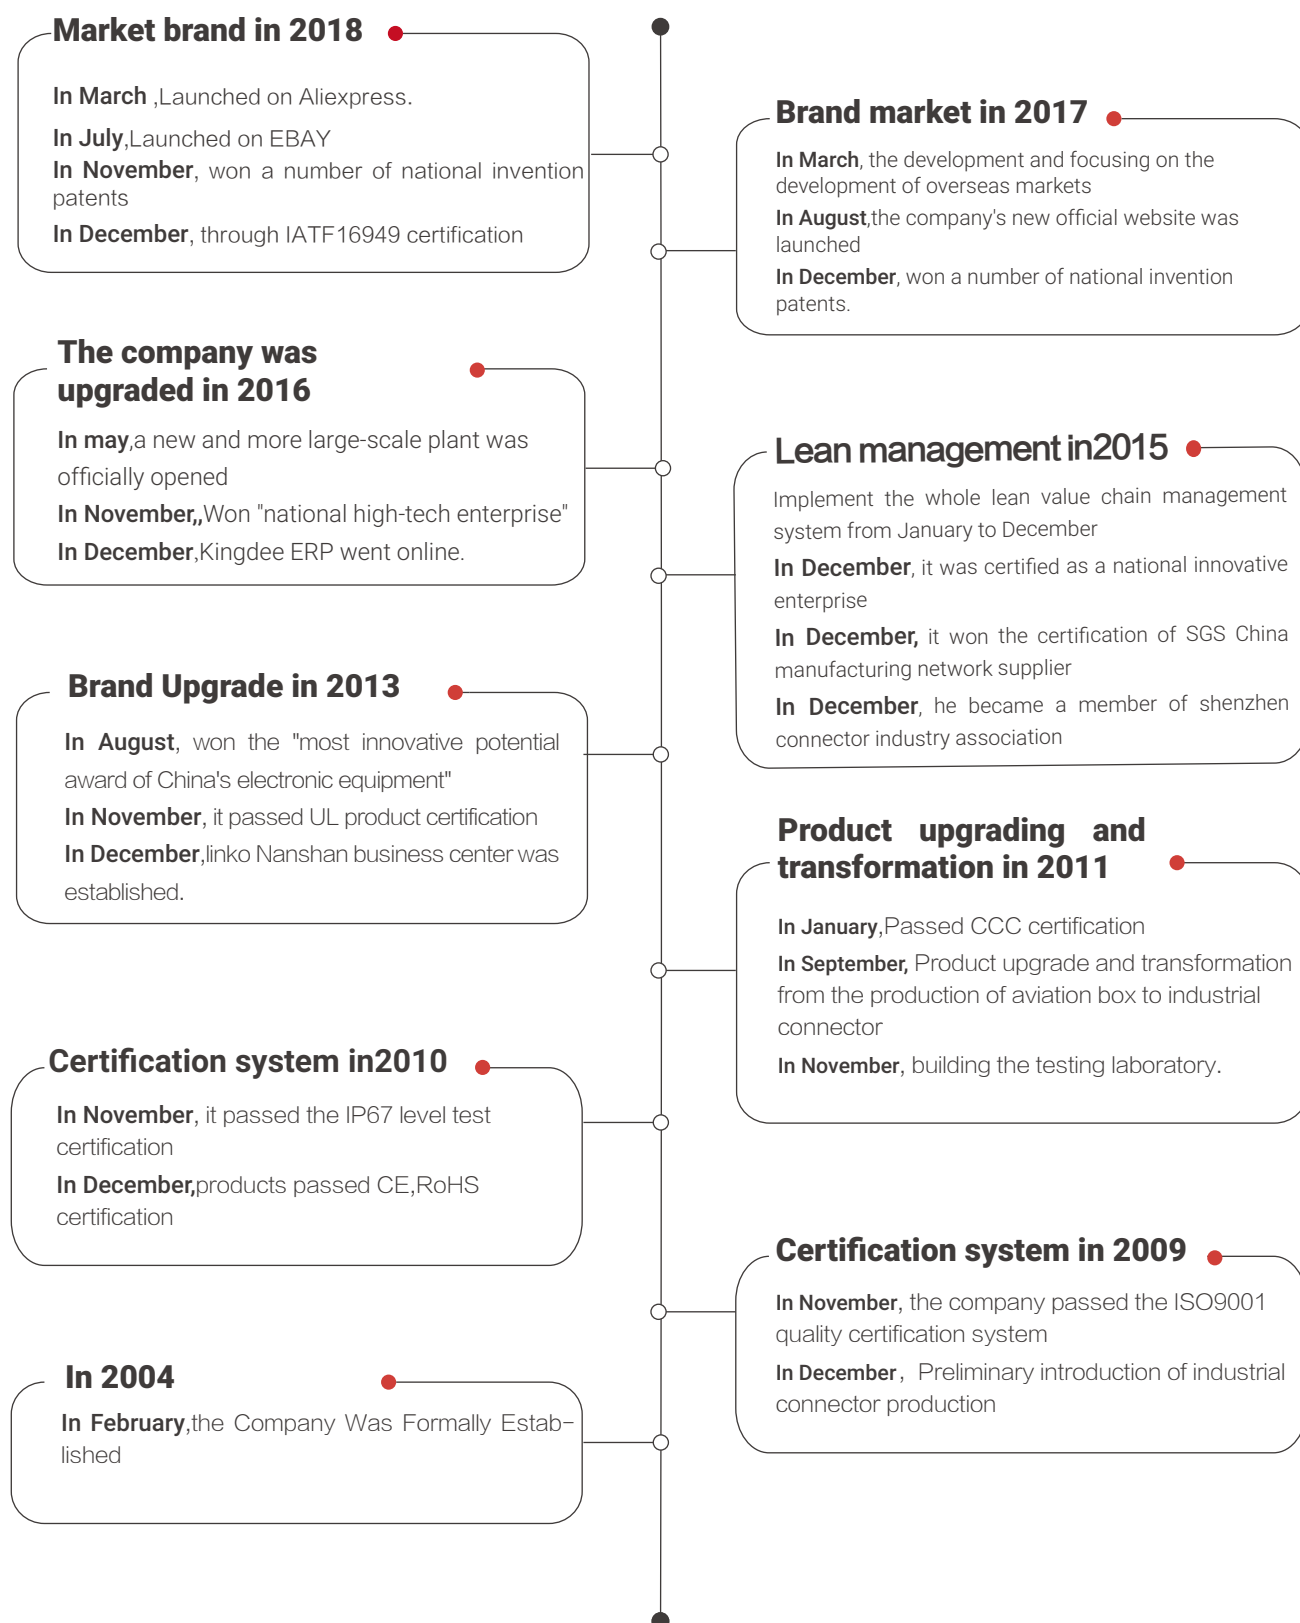 Market brand in 2018
In March ,Launched on Aliexpress.
In July,Launched on EBAY
In November, won a number of national invention
patents
In December, through IATF16949 certification
Brand market in 2017
In March, the development and focusing on the
development of overseas markets
In August,the company's new official website was
launched
In December, won a number of national invention
patents.
The company was
upgraded in 2016
In may,a new and more large-scale plant was
officially opened
In November,,Won "national high-tech enterprise"
In December,Kingdee ERP went online.
Lean management in2015
Implement the whole lean value chain management
system from January to December
In December, it was certified as a national innovative
enterprise
In December, it won the certification of SGS China
manufacturing network supplier
In December, he became a member of shenzhen
connector industry association
Brand Upgrade in 2013
In August, won the "most innovative potential
award of China's electronic equipment"
In November, it passed UL product certification
In December,linko Nanshan business center was
established.
Product upgrading and
transformation in 2011
In January,Passed CCC certification
In September, Product upgrade and transformation
from the production of aviation box to industrial
connector
In November, building the testing laboratory.
Certification system in2010
In November, it passed the IP67 level test
certification
In December,products passed CE,RoHS
certification
Certification system in 2009
In November, the company passed the ISO9001
quality certification system
In December，Preliminary introduction of industrial
connector production
In 2004
In February,the Company Was Formally Estab-
lished